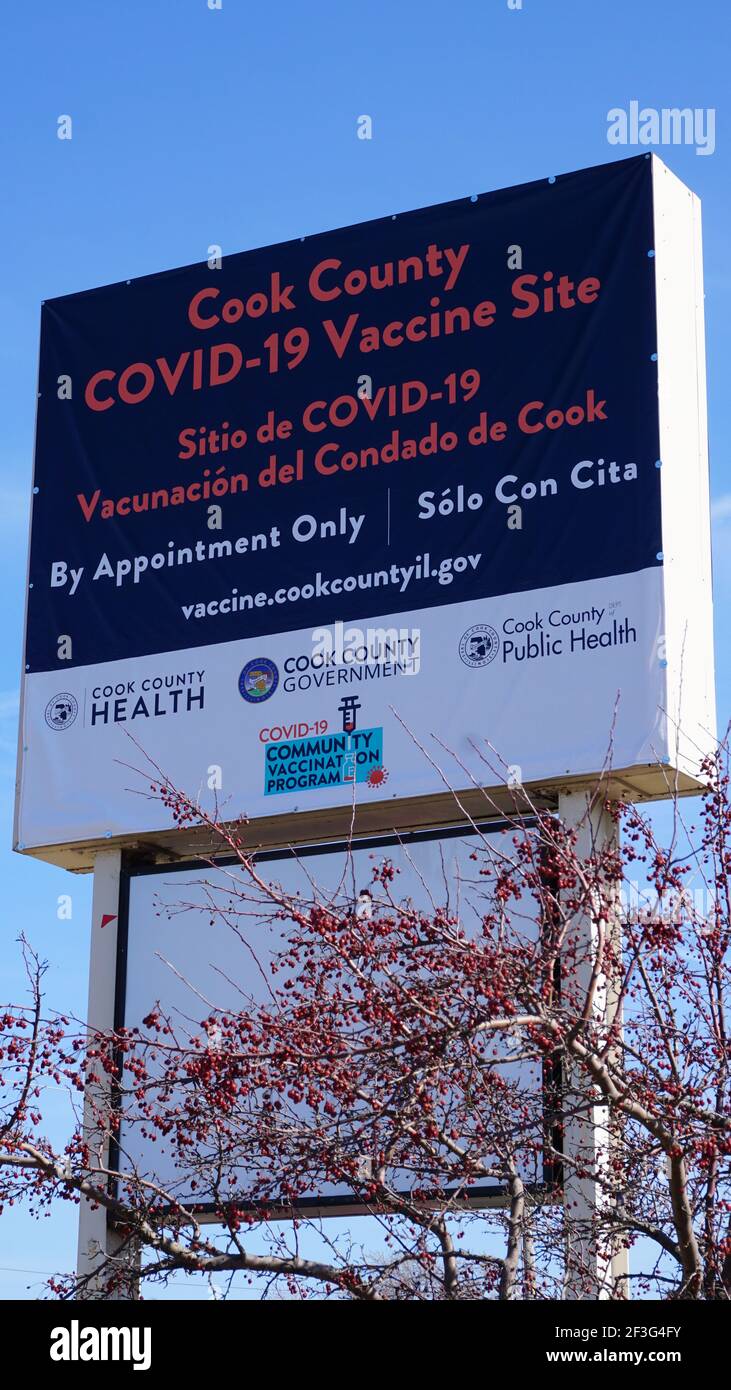 alamy
Cook County
COVID-19 Vaccine Site
Sitio de COVID-19
Vacunación del Condado de Cook
By Appointment Only | Sólo Con Cita
vaccine.cookcountyil.gov
COOK COUNTY
HEALTH
COOK COUNTY
GOVERNMENT
Cook County DEPT. of
Public Health
COVID-19
COMMUNITY
VACCINATION
PROGRAM
alamy
Image ID: 2F3G4FY
www.alamy.com